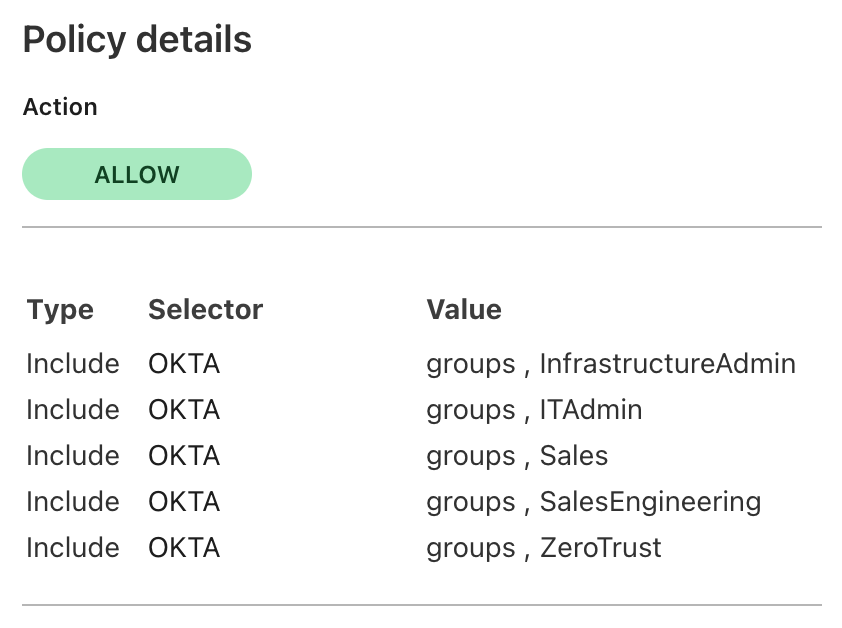 Policy details
Action
ALLOW
Type Selector Value
Include OKTA groups , InfrastructureAdmin
Include OKTA groups , ITAdmin
Include OKTA groups , Sales
Include OKTA groups , SalesEngineering
Include OKTA groups , ZeroTrust